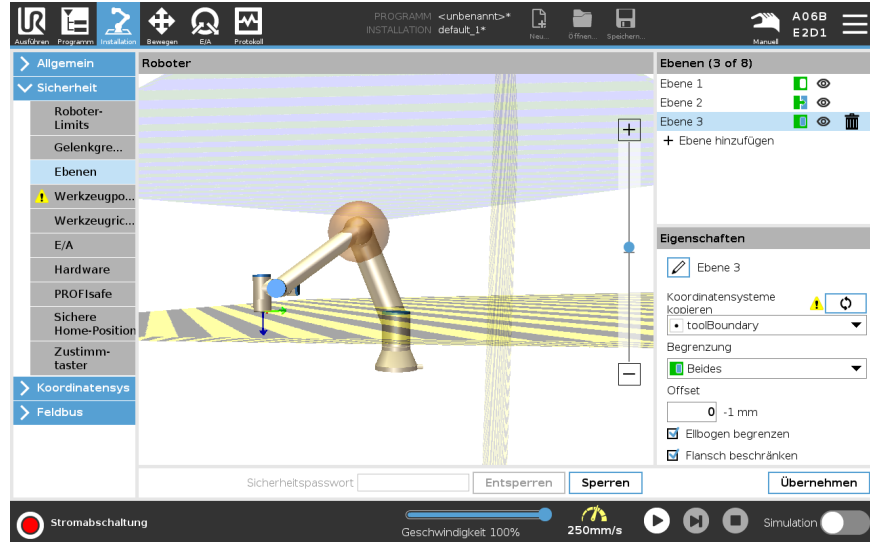 PROGRAMM <unbenannt>*
INSTALLATION default_1*
A06B
E2D1
Ausführen Programm Installation Bewegen E/A Protokoll
Neu... Öffnen... Speichern...
Manuell
Allgemein
Sicherheit
Roboter-
Limits
Gelenkgre...
Ebenen
Werkzeugpo...
Werkzeugric...
E/A
Hardware
PROFIsafe
Sichere
Home-Position
Zustimm-
taster
Koordinatensys
Feldbus
Roboter
Ebenen (3 of 8)
Ebene 1
Ebene 2
Ebene 3
+ Ebene hinzufügen
Eigenschaften
Ebene 3
Koordinatensysteme
kopieren
toolBoundary
Begrenzung
Beides
Offset
0 -1 mm
Ellbogen begrenzen
Flansch beschränken
Sicherheitspasswort Entsperren Sperren Übernehmen
Stromabschaltung
Geschwindigkeit 100%
250mm/s
Simulation